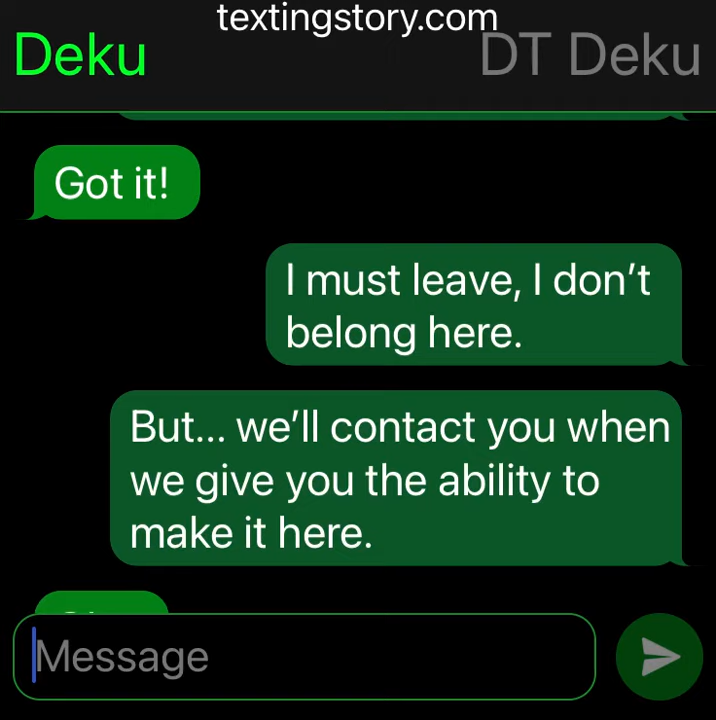 textingstory.com
Deku
DT Deku
Got it!
I must leave, I don’t
belong here.
But... we’ll contact you when
we give you the ability to
make it here.
Message